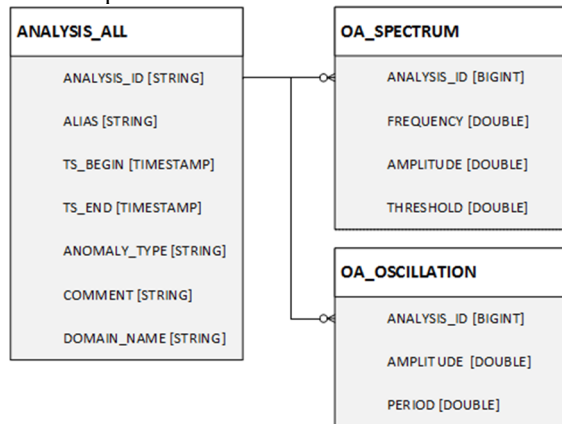 ANALYSIS_ALL
ANALYSIS_ID [STRING]
ALIAS [STRING]
TS_BEGIN [TIMESTAMP]
TS_END [TIMESTAMP]
ANOMALY_TYPE [STRING]
COMMENT [STRING]
DOMAIN_NAME [STRING]
OA_SPECTRUM
ANALYSIS_ID [BIGINT]
FREQUENCY [DOUBLE]
AMPLITUDE [DOUBLE]
THRESHOLD [DOUBLE]
OA_OSCILLATION
ANALYSIS_ID [BIGINT]
AMPLITUDE [DOUBLE]
PERIOD [DOUBLE]